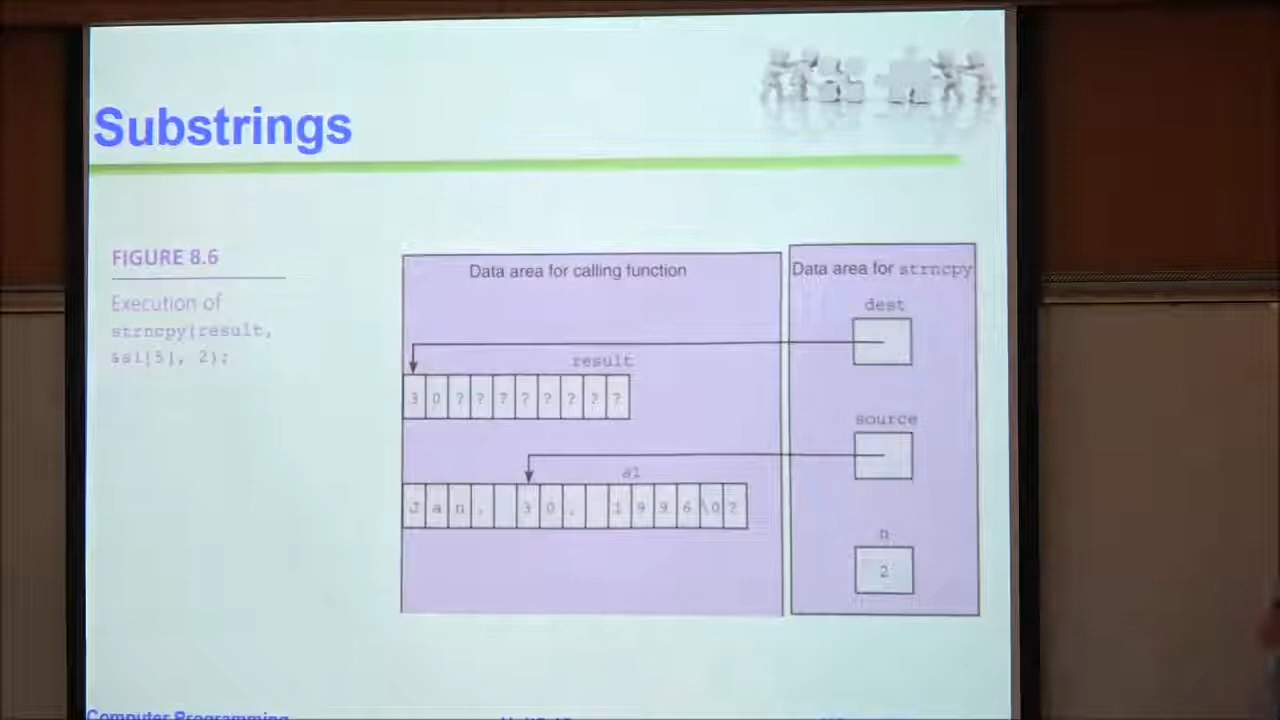 Substrings
FIGURE 8.6
Execution of
strncpy(result,
&s1[5], 2);
Data area for calling function
Data area for strncpy
dest
result
3 0 ? ? ? ? ? ? ? ?
source
s1
J a n . 3 0 , 1 9 9 6 \0 ?
n
2
Computer Programming